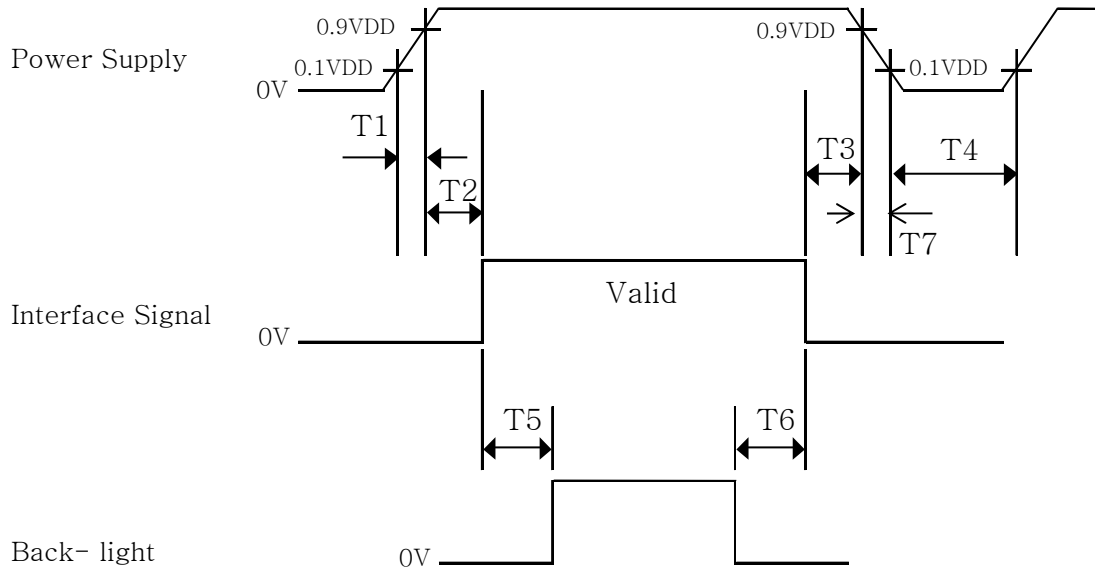 0.9VDD
0.9VDD
Power Supply
0.1VDD
0.1VDD
0V
T1
T3
T4
T2
T7
Valid
Interface Signal
0V
T5
T6
Back- light
0V